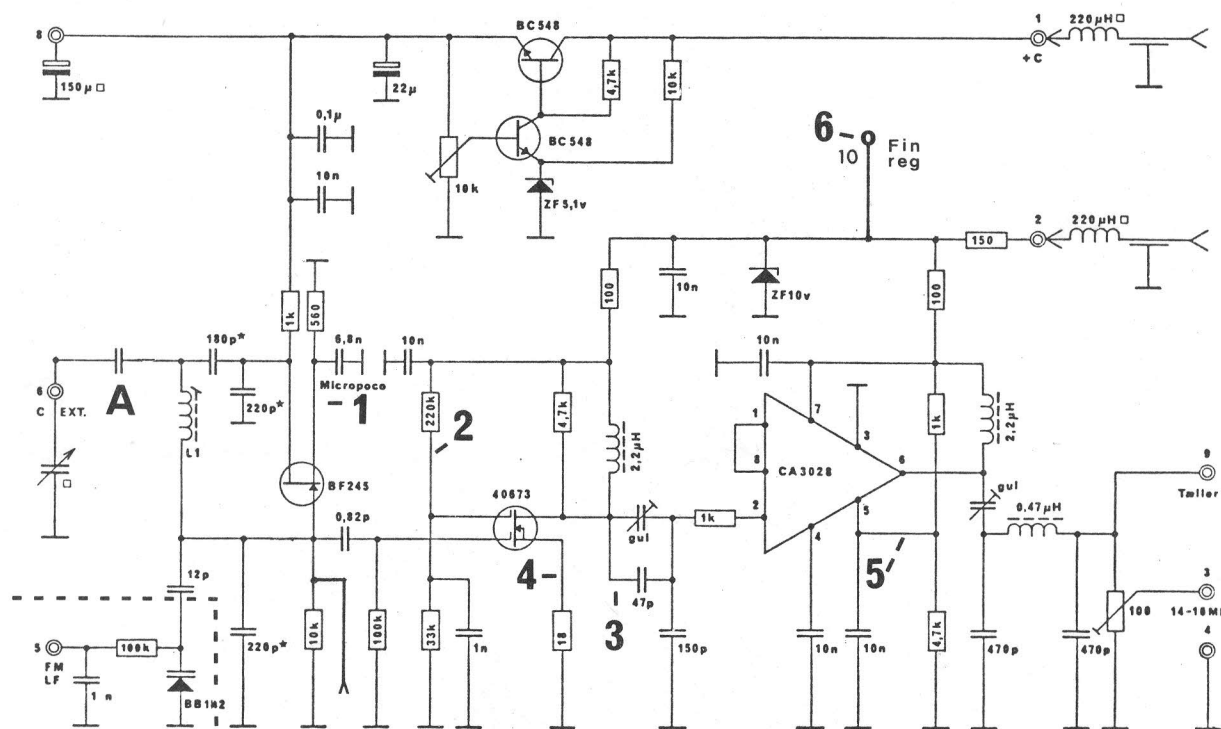 BC548
1
220µH□
8
+C
150µ□
22µ
4,7k
10k
0,1µ
6
10
Fin
reg
BC548
10n
10k
ZF5,1v
2
220µH□
150
100
10n
ZF10v
100
1k
560
180p*
6,8n
10n
10n
A
6
C EXT.
220p*
Micropoco
1
220k
2
4,7k
2,2µH
1
7
3
1k
2,2µH
L1
8
CA3028
6
9
Tæller
BF245
40673
gul
gul
0,82p
1k
2
5
4
0,47µH
4
5
12p
47p
3
100
14-16M
4
3
5
FM
LF
100k
220p*
10k
100k
33k
1n
18
150p
10n
10n
4,7k
470p
470p
1n